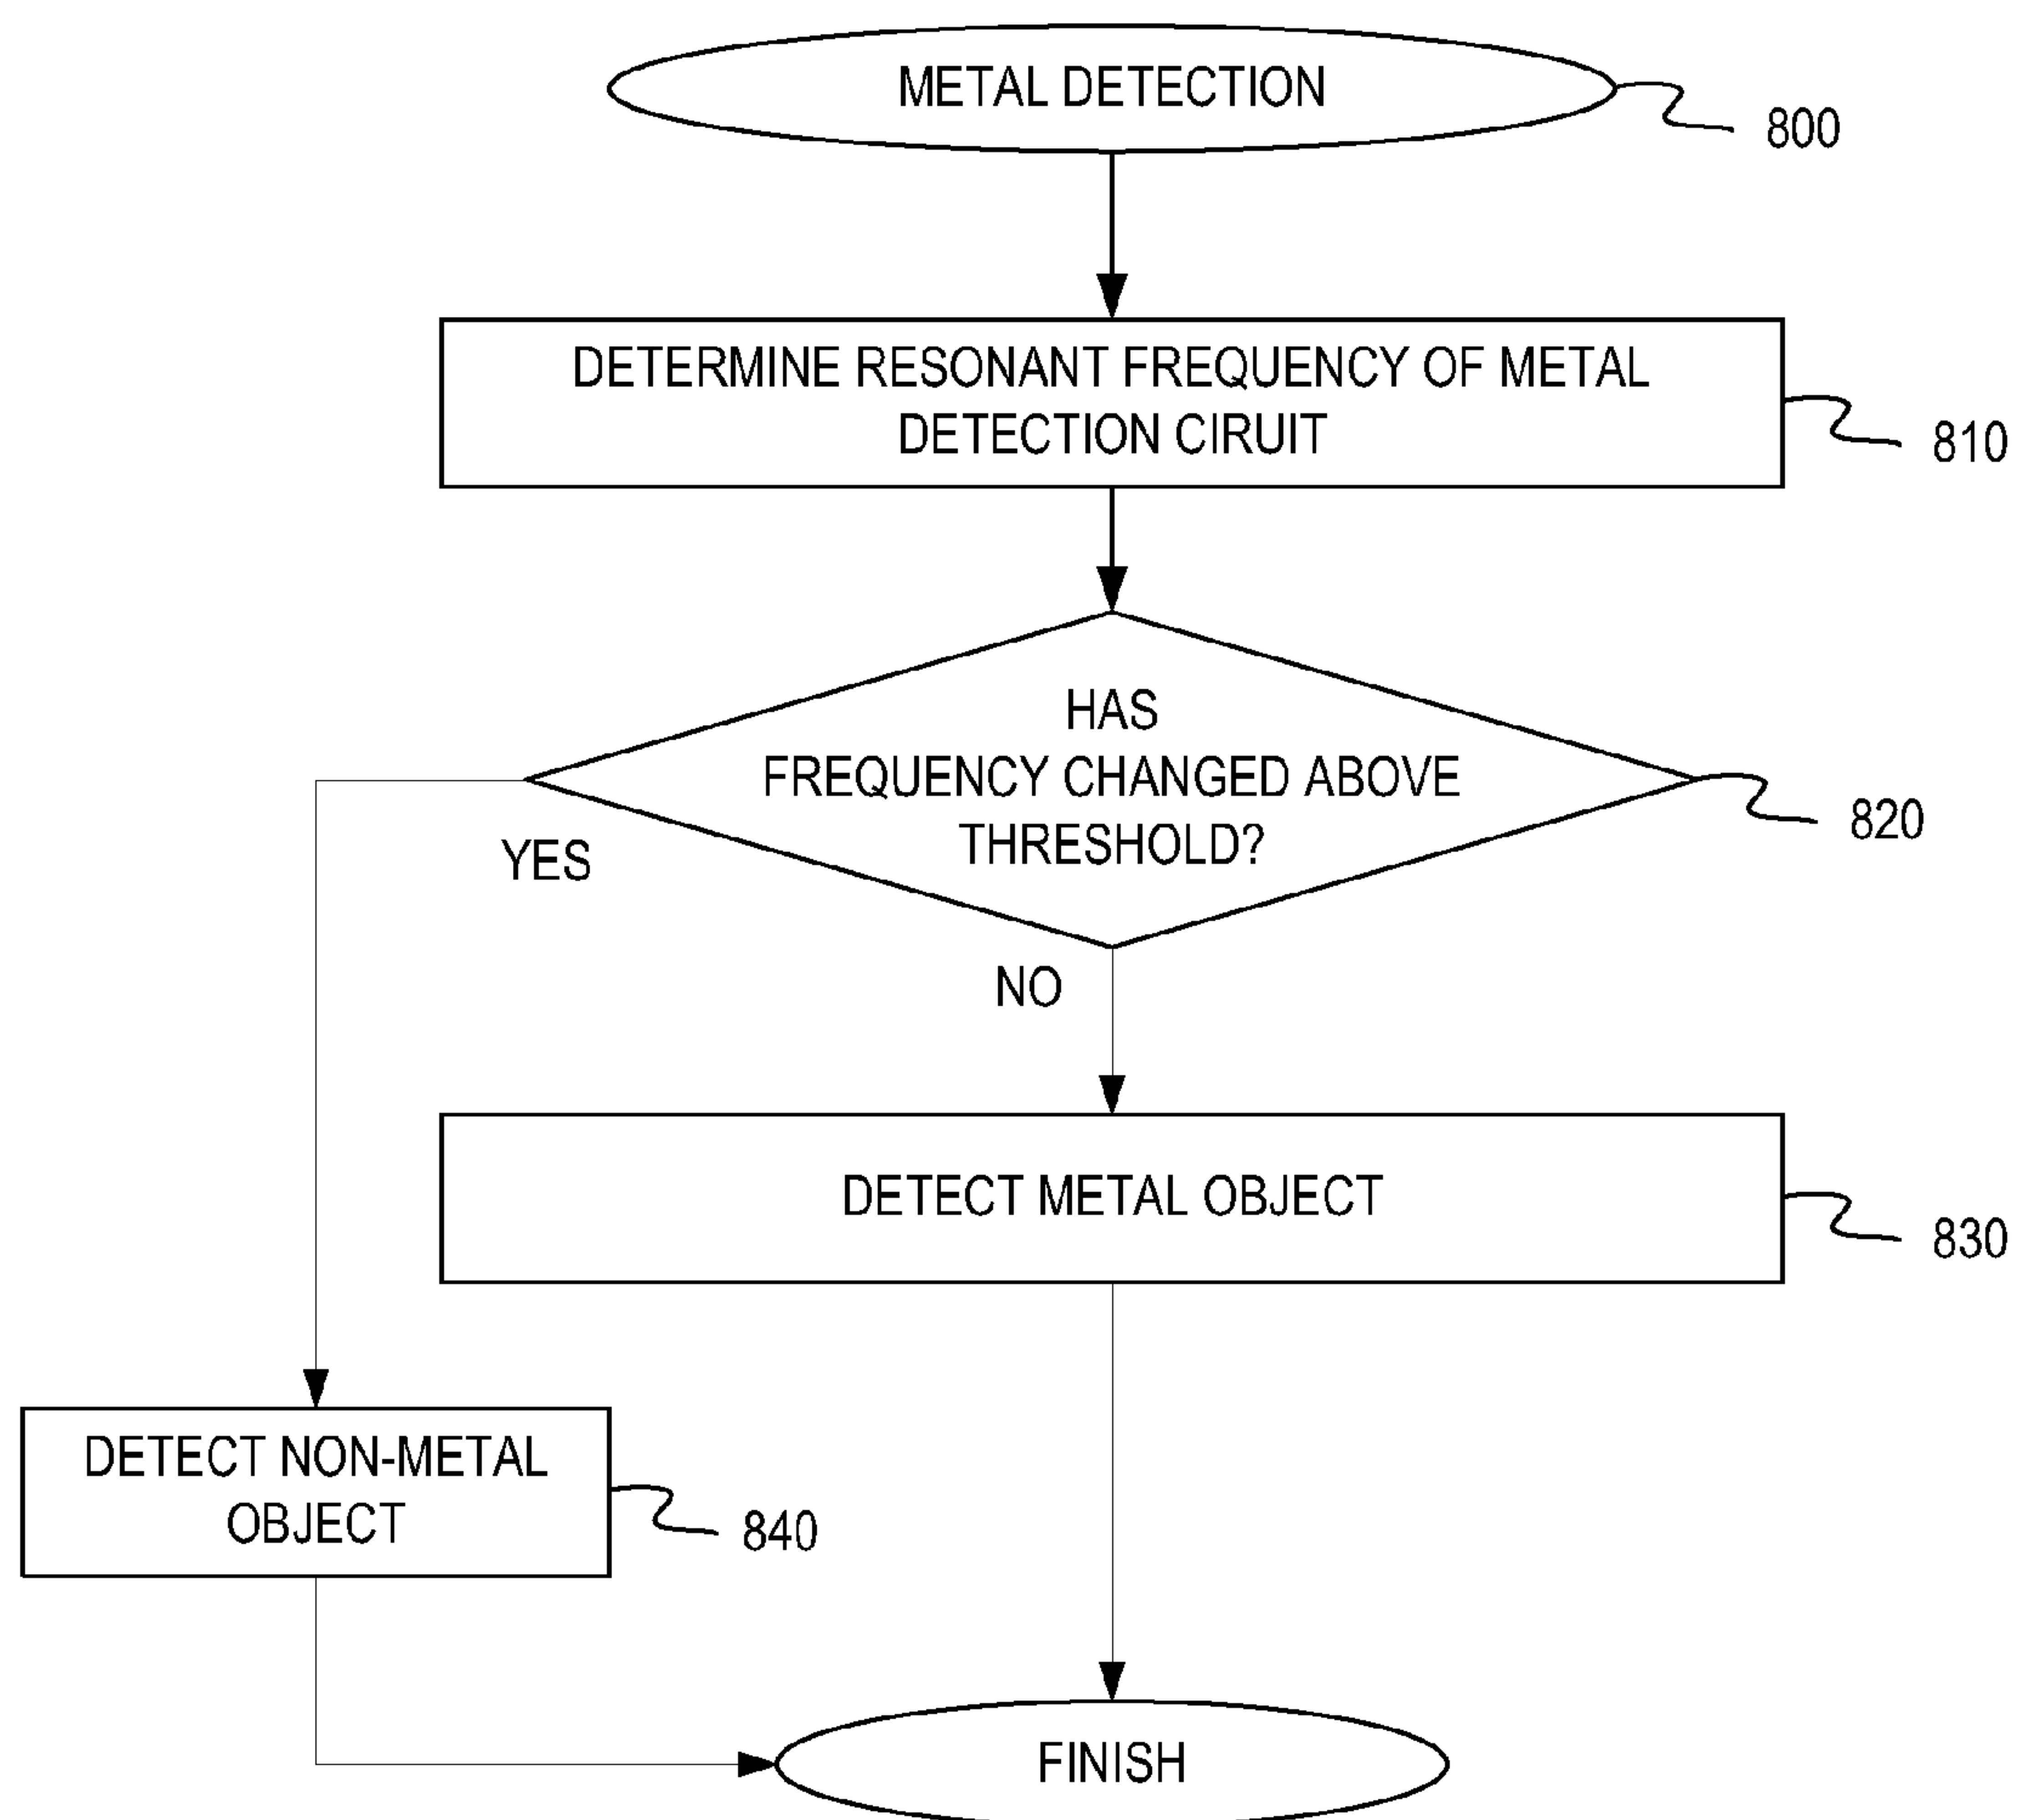 METAL DETECTION
800
DETERMINE RESONANT FREQUENCY OF METAL
DETECTION CIRUIT
810
HAS
FREQUENCY CHANGED ABOVE
THRESHOLD?
820
YES
NO
DETECT METAL OBJECT
830
DETECT NON-METAL
OBJECT
840
FINISH